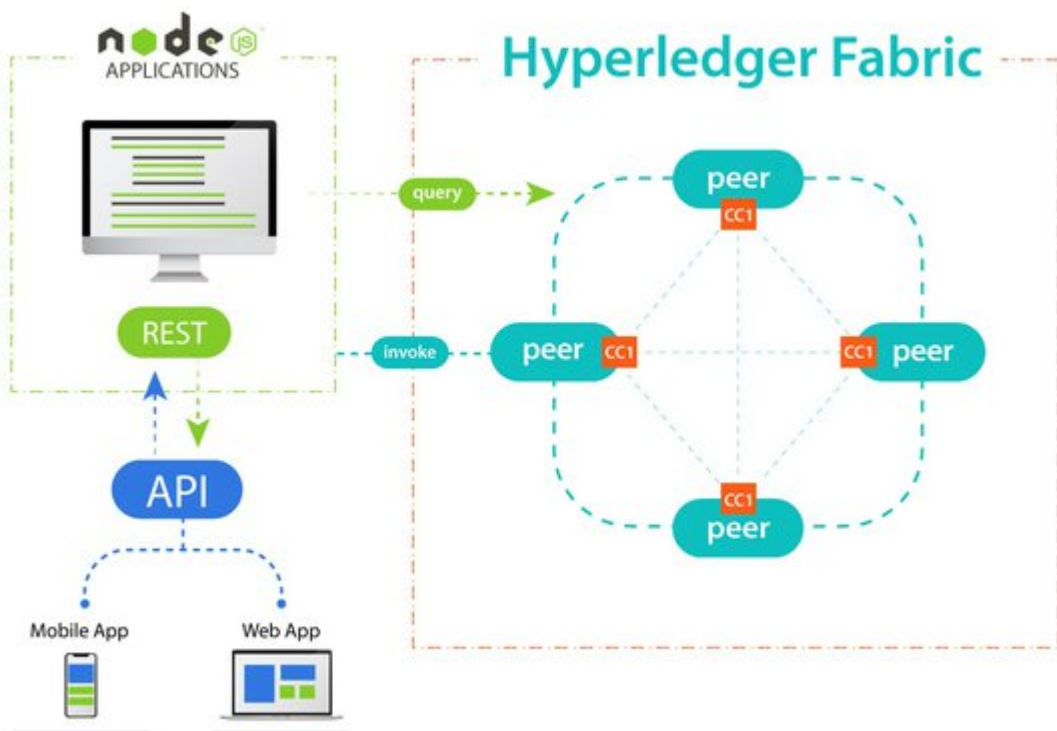 node JS
APPLICATIONS
Hyperledger Fabric
query
REST
invoke
API
Mobile App
Web App
peer
CC1
peer
CC1
CC1
peer
CC1
peer